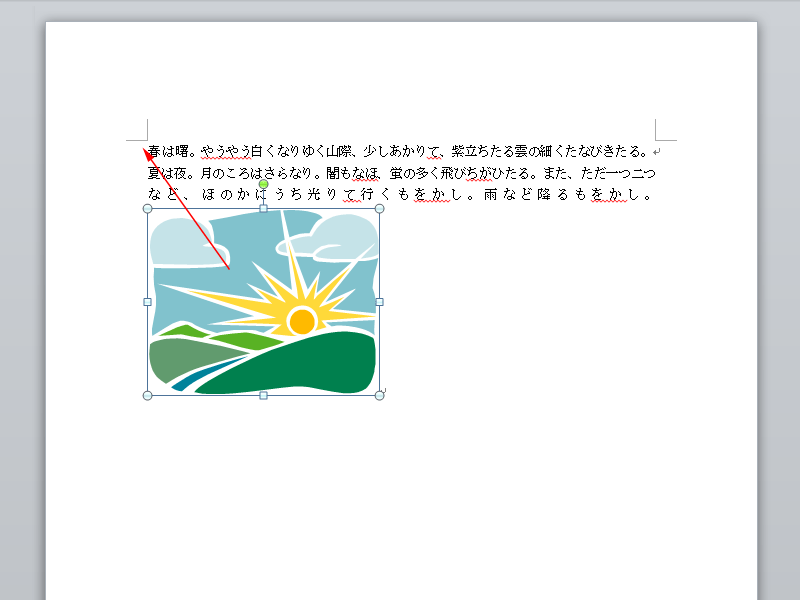 春は曙。やうやう白くなりゆく山際、少しあかりて、紫立ちたる雲の細くたなびきたる。
夏は夜。月のころはさらなり。闇もなほ、蛍の多く飛びちがひたる。また、ただ一つ二つ
など、ほのかにうち光りて行くもをかし。雨など降るもをかし。